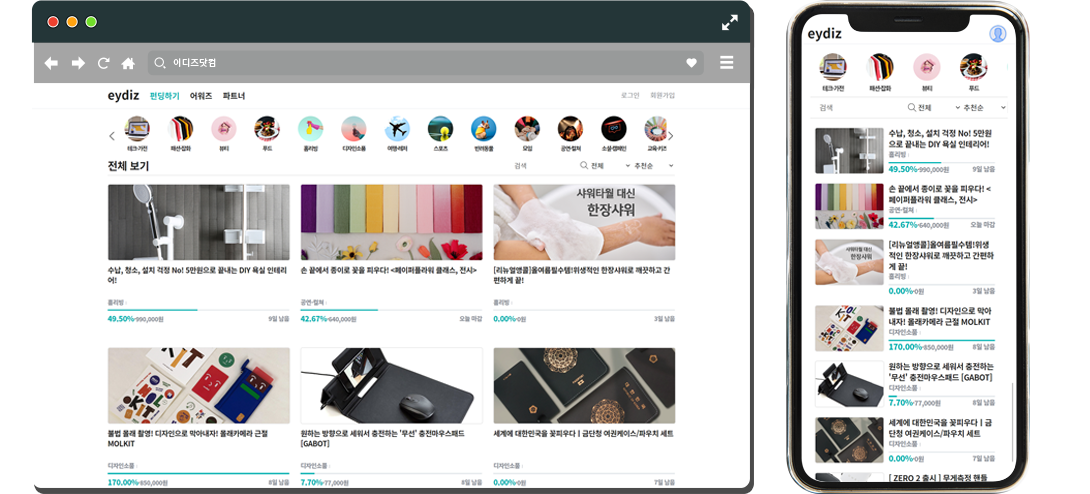 이디즈닷컴
eydiz 펀딩하기 어워즈 파트너
로그인 회원가입
테크·가전 패션·잡화 뷰티 푸드 홈리빙 디자인소품 여행·레저 스포츠 반려동물 모임 공연·컬쳐 소셜·캠페인 교육·키즈
전체 보기
검색 전체 추천순
샤워타월 대신
한장샤워
수납, 청소, 설치 걱정 No! 5만원으로 끝내는 DIY 욕실 인테리
어!
홈리빙
49.50%·990,000원 9일 남음
손 끝에서 종이로 꽃을 피우다! <페이퍼플라워 클래스, 전시>
공연·컬쳐
42.67%·640,000원 오늘 마감
[리뉴얼앵콜]올여름필수템!위생적인 한장샤워로 깨끗하고 간
편하게 끝!
0.00%·0원 3일 남음
불법 몰래 촬영! 디자인으로 막아내자! 몰래카메라 근절
MOLKIT
디자인소품
170.00%·850,000원 8일 남음
원하는 방향으로 세워서 충전하는 '무선' 충전마우스패드
[GABOT]
디자인소품
7.70%·77,000원 8일 남음
세계에 대한민국을 꽃피우다ㅣ금단청 여권케이스/파우치 세트
디자인소품
0.00%·0원 7일 남음
eydiz
테크·가전 패션·잡화 뷰티 푸드
검색 전체 추천순
수납, 청소, 설치 걱정 No! 5만원
으로 끝내는 DIY 욕실 인테리어!
홈리빙
49.50%·990,000원 9일 남음
손 끝에서 종이로 꽃을 피우다! <
페이퍼플라워 클래스, 전시>
공연·컬쳐
42.67%·640,000원 오늘 마감
샤워타월 대신
한장샤워
[리뉴얼앵콜]올여름필수템!위생
적인 한장샤워로 깨끗하고 간편하
게 끝!
홈리빙
0.00%·0원 3일 남음
불법 몰래 촬영! 디자인으로 막아
내자! 몰래카메라 근절 MOLKIT
디자인소품
170.00%·850,000원 8일 남음
원하는 방향으로 세워서 충전하는
'무선' 충전마우스패드 [GABOT]
디자인소품
7.70%·77,000원 8일 남음
세계에 대한민국을 꽃피우다ㅣ금
단청 여권케이스/파우치 세트
디자인소품
0.00%·0원 7일 남음
[ ZERO 2 출시 ] 무게측정 핸들